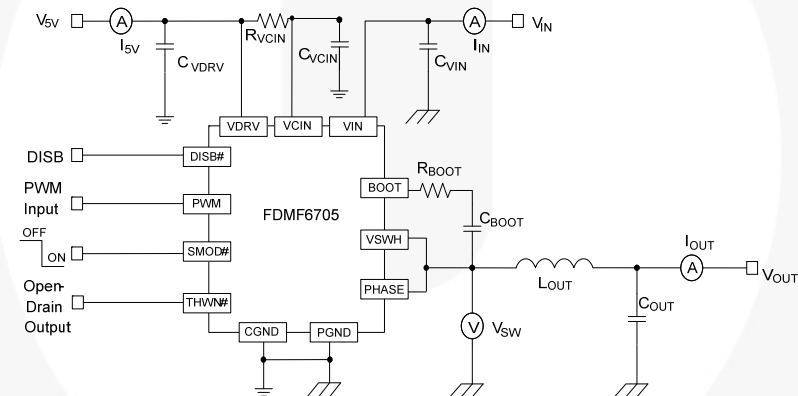 V5V
A
I5V
RVCIN
CVDRV
CVCIN
CVIN
A
IIN
VIN
VDRV
VCIN
VIN
DISB
DISB#
PWM
Input
PWM
OFF
ON
SMOD#
Open-
Drain
Output
THWN#
FDMF6705
BOOT
RBOOT
CBOOT
VSWH
PHASE
CGND
PGND
V
VSW
LOUT
COUT
IOUT
A
VOUT